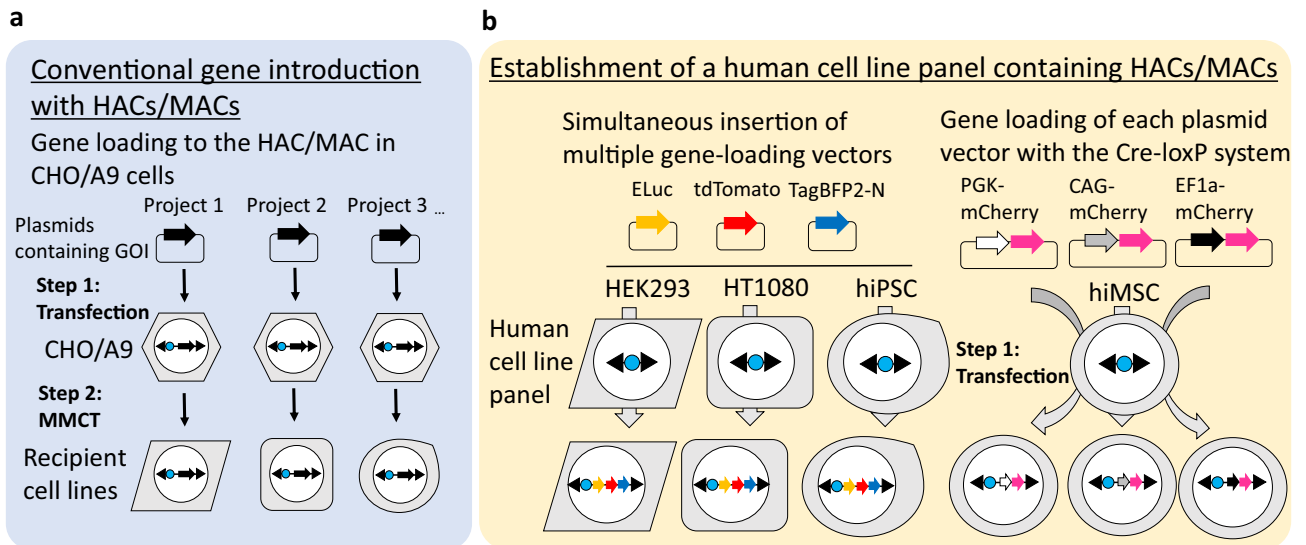 a
Conventional gene introduction
with HACs/MACs
Gene loading to the HAC/MAC in
CHO/A9 cells
Project 1
Project 2
Project 3 ...
Plasmids
containing GOI
Step 1:
Transfection
CHO/A9
Step 2:
MMCT
Recipient
cell lines
b
Establishment of a human cell line panel containing HACs/MACs
Simultaneous insertion of
multiple gene-loading vectors
ELuc
tdTomato
TagBFP2-N
HEK293
HT1080
hiPSC
Human
cell line
panel
Gene loading of each plasmid
vector with the Cre-loxP system
PGK-
mCherry
CAG-
mCherry
EF1a-
mCherry
hiMSC
Step 1:
Transfection